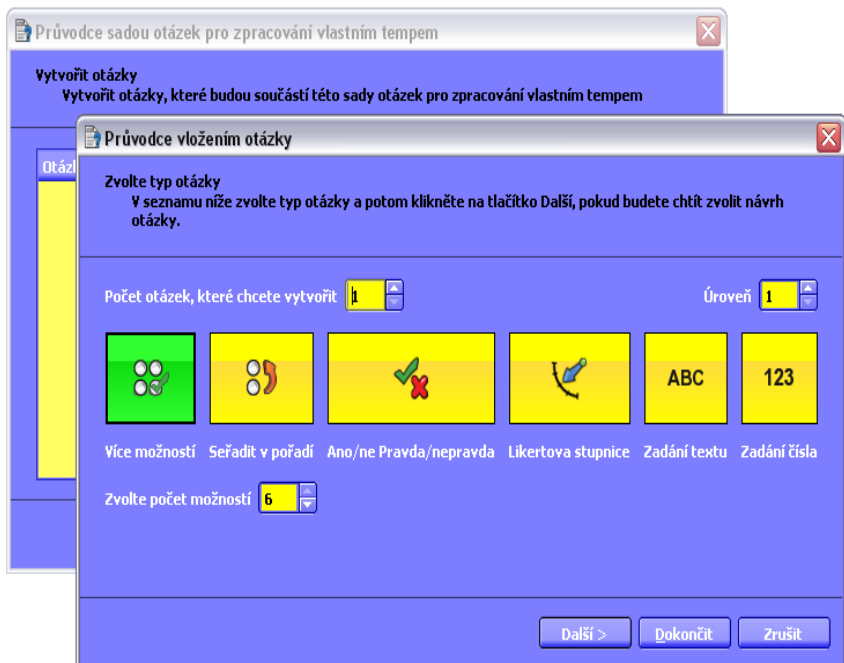 Průvodce sadou otázek pro zpracování vlastním tempem
Vytvořit otázky
Vytvořit otázky, které budou součástí této sady otázek pro zpracování vlastním tempem
Průvodce vložením otázky
Zvolte typ otázky
V seznamu níže zvolte typ otázky a potom klikněte na tlačítko Další, pokud budete chtít zvolit návrh
otázky.
Počet otázek, které chcete vytvořit 1 Úroveň 1
ABC 123
Více možností Seřadit v pořadí Ano/ne Pravda/nepravda Likertova stupnice Zadání textu Zadání čísla
Zvolte počet možností 6
Další > Dokončit Zrušit